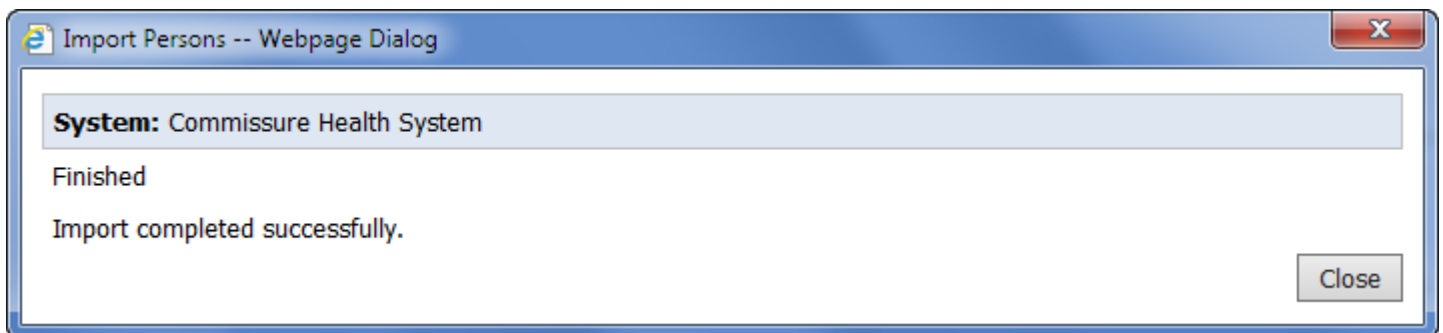 Import Persons -- Webpage Dialog
System: Commissure Health System
Finished
Import completed successfully.
Close